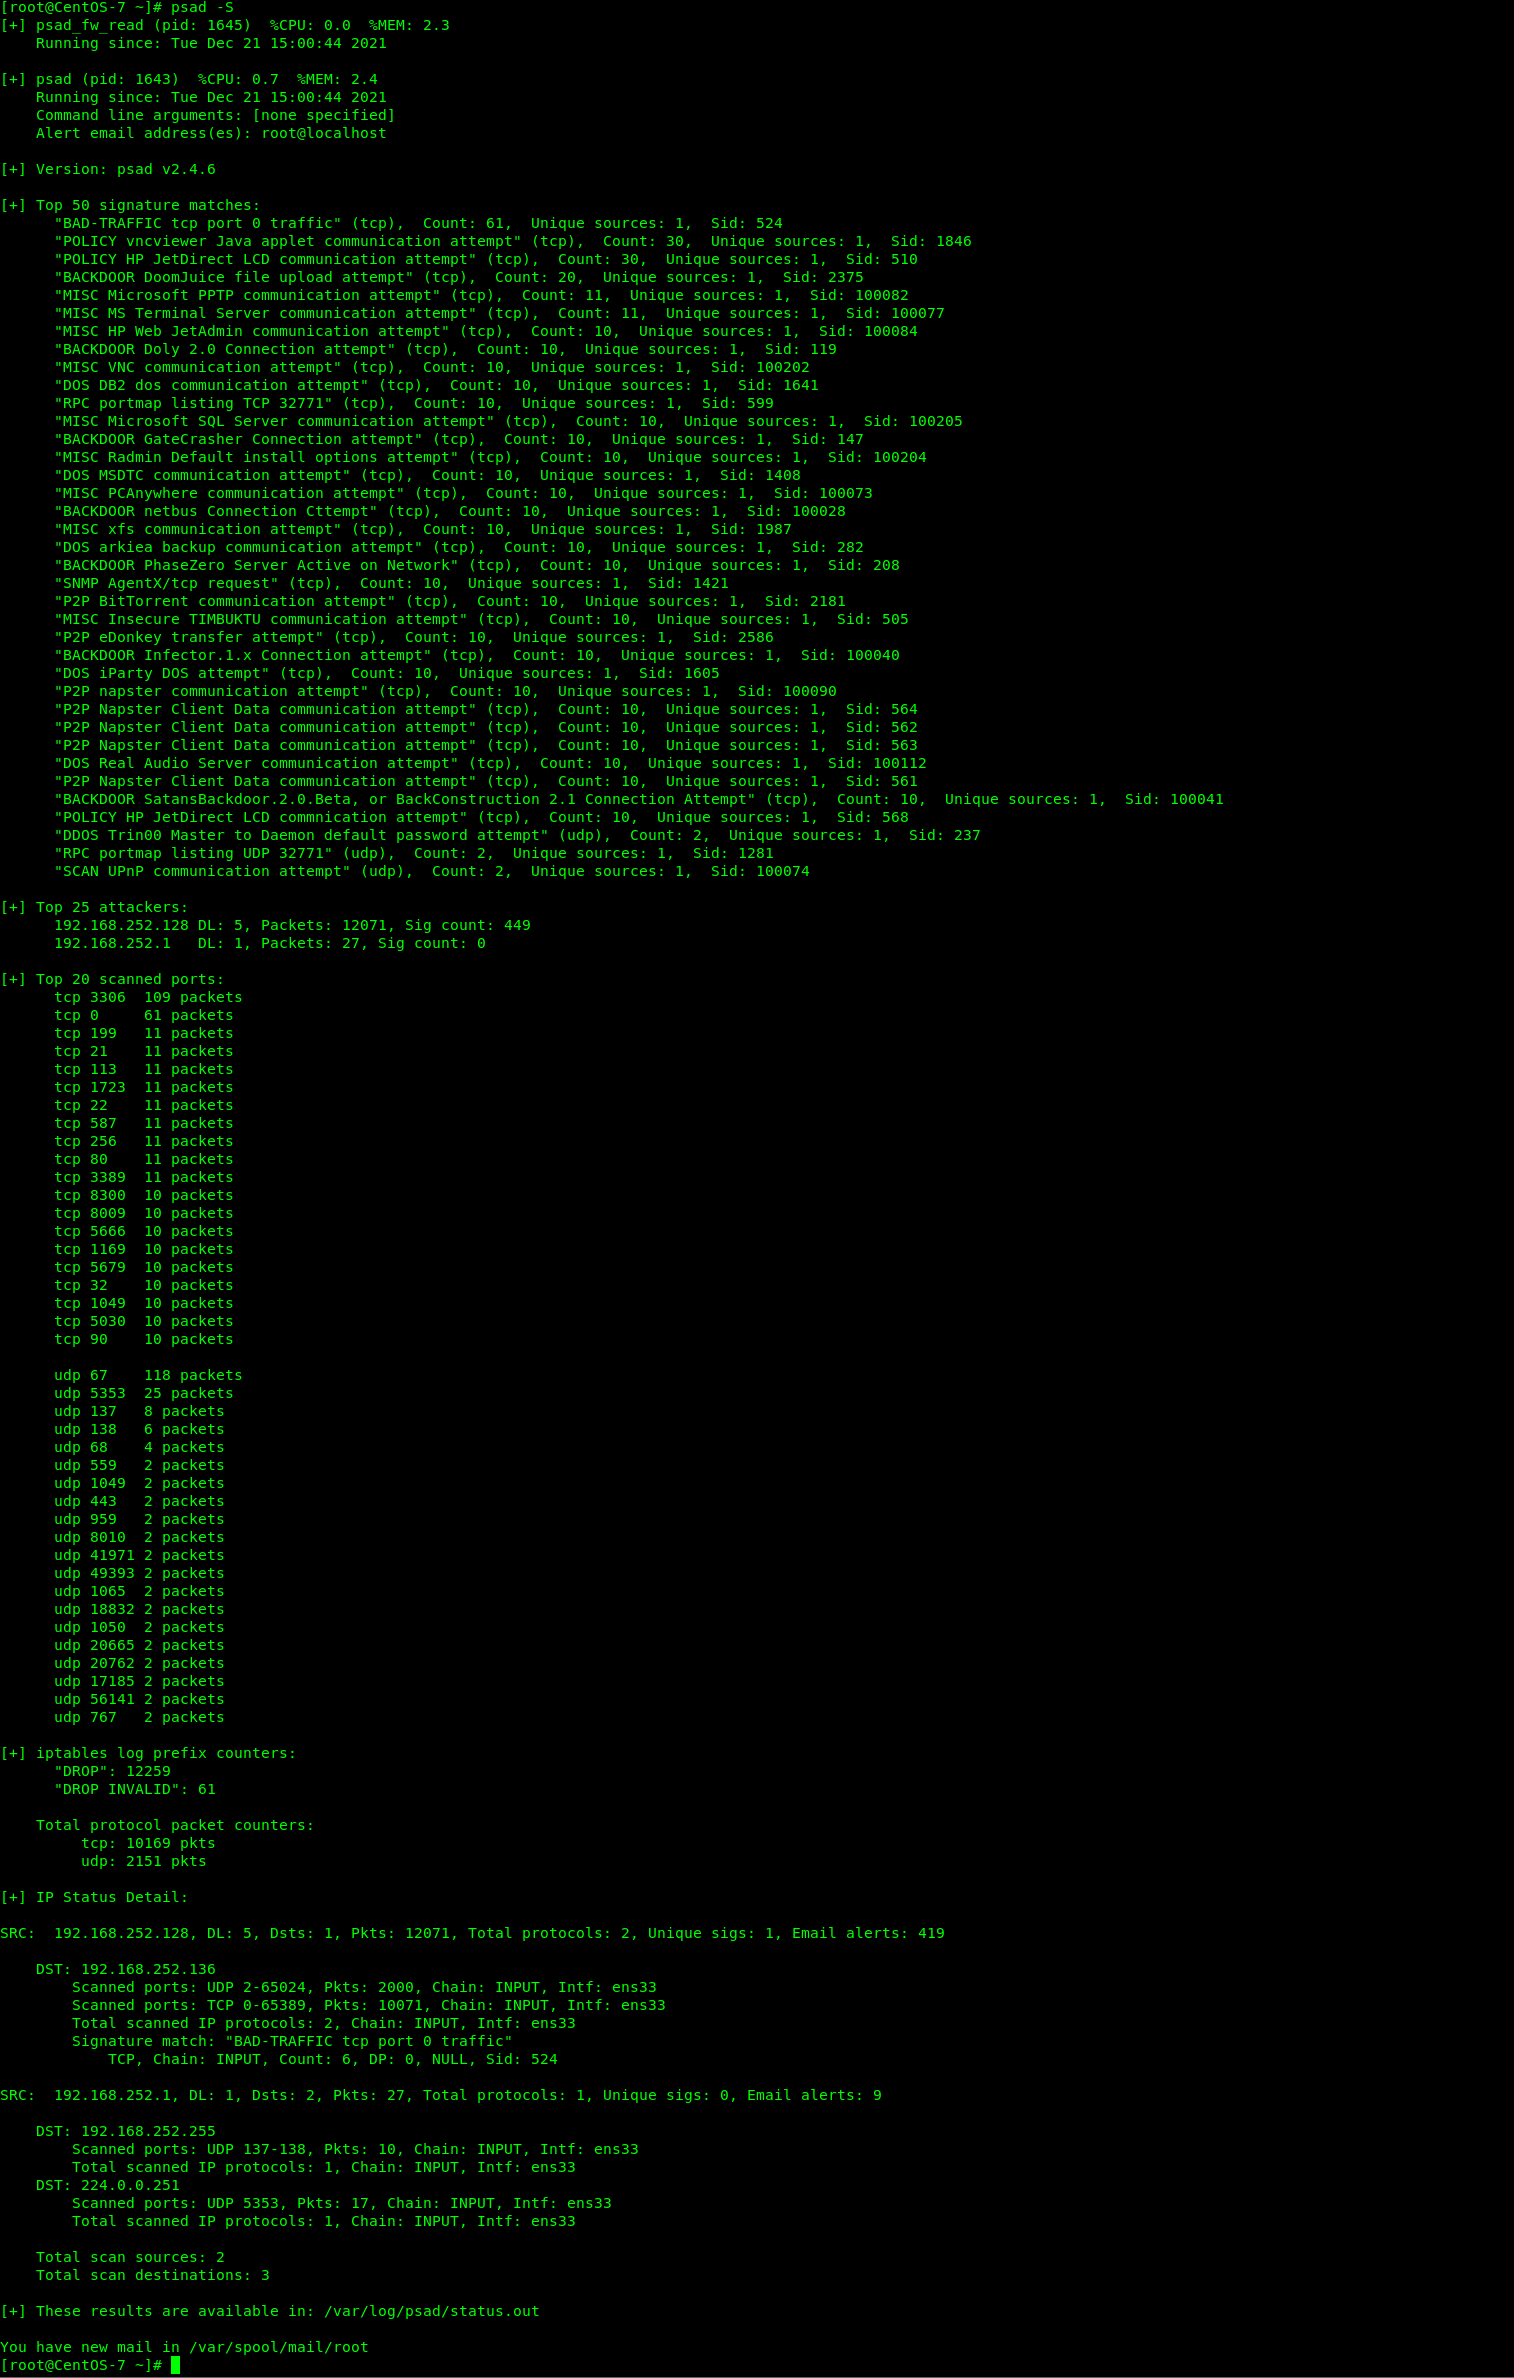 [root@CentOS-7 ~]# psad -S
[+] psad_fw_read (pid: 1645)  %CPU: 0.0  %MEM: 2.3
    Running since: Tue Dec 21 15:00:44 2021

[+] psad (pid: 1643)  %CPU: 0.7  %MEM: 2.4
    Running since: Tue Dec 21 15:00:44 2021
    Command line arguments: [none specified]
    Alert email address(es): root@localhost

[+] Version: psad v2.4.6

[+] Top 50 signature matches:
      "BAD-TRAFFIC tcp port 0 traffic" (tcp),  Count: 61,  Unique sources: 1,  Sid: 524
      "POLICY vncviewer Java applet communication attempt" (tcp),  Count: 30,  Unique sources: 1,  Sid: 1846
      "POLICY HP JetDirect LCD communication attempt" (tcp),  Count: 30,  Unique sources: 1,  Sid: 510
      "BACKDOOR DoomJuice file upload attempt" (tcp),  Count: 20,  Unique sources: 1,  Sid: 2375
      "MISC Microsoft PPTP communication attempt" (tcp),  Count: 11,  Unique sources: 1,  Sid: 100082
      "MISC MS Terminal Server communication attempt" (tcp),  Count: 11,  Unique sources: 1,  Sid: 100077
      "MISC HP Web JetAdmin communication attempt" (tcp),  Count: 10,  Unique sources: 1,  Sid: 100084
      "BACKDOOR Doly 2.0 Connection attempt" (tcp),  Count: 10,  Unique sources: 1,  Sid: 119
      "MISC VNC communication attempt" (tcp),  Count: 10,  Unique sources: 1,  Sid: 100202
      "DOS DB2 dos communication attempt" (tcp),  Count: 10,  Unique sources: 1,  Sid: 1641
      "RPC portmap listing TCP 32771" (tcp),  Count: 10,  Unique sources: 1,  Sid: 599
      "MISC Microsoft SQL Server communication attempt" (tcp),  Count: 10,  Unique sources: 1,  Sid: 100205
      "BACKDOOR GateCrasher Connection attempt" (tcp),  Count: 10,  Unique sources: 1,  Sid: 147
      "MISC Radmin Default install options attempt" (tcp),  Count: 10,  Unique sources: 1,  Sid: 100204
      "DOS MSDTC communication attempt" (tcp),  Count: 10,  Unique sources: 1,  Sid: 1408
      "MISC PCAnywhere communication attempt" (tcp),  Count: 10,  Unique sources: 1,  Sid: 100073
      "BACKDOOR netbus Connection Cttempt" (tcp),  Count: 10,  Unique sources: 1,  Sid: 100028
      "MISC xfs communication attempt" (tcp),  Count: 10,  Unique sources: 1,  Sid: 1987
      "DOS arkiea backup communication attempt" (tcp),  Count: 10,  Unique sources: 1,  Sid: 282
      "BACKDOOR PhaseZero Server Active on Network" (tcp),  Count: 10,  Unique sources: 1,  Sid: 208
      "SNMP AgentX/tcp request" (tcp),  Count: 10,  Unique sources: 1,  Sid: 1421
      "P2P BitTorrent communication attempt" (tcp),  Count: 10,  Unique sources: 1,  Sid: 2181
      "MISC Insecure TIMBUKTU communication attempt" (tcp),  Count: 10,  Unique sources: 1,  Sid: 505
      "P2P eDonkey transfer attempt" (tcp),  Count: 10,  Unique sources: 1,  Sid: 2586
      "BACKDOOR Infector.1.x Connection attempt" (tcp),  Count: 10,  Unique sources: 1,  Sid: 100040
      "DOS iParty DOS attempt" (tcp),  Count: 10,  Unique sources: 1,  Sid: 1605
      "P2P napster communication attempt" (tcp),  Count: 10,  Unique sources: 1,  Sid: 100090
      "P2P Napster Client Data communication attempt" (tcp),  Count: 10,  Unique sources: 1,  Sid: 564
      "P2P Napster Client Data communication attempt" (tcp),  Count: 10,  Unique sources: 1,  Sid: 562
      "P2P Napster Client Data communication attempt" (tcp),  Count: 10,  Unique sources: 1,  Sid: 563
      "DOS Real Audio Server communication attempt" (tcp),  Count: 10,  Unique sources: 1,  Sid: 100112
      "P2P Napster Client Data communication attempt" (tcp),  Count: 10,  Unique sources: 1,  Sid: 561
      "BACKDOOR SatansBackdoor.2.0.Beta, or BackConstruction 2.1 Connection Attempt" (tcp),  Count: 10,  Unique sources: 1,  Sid: 100041
      "POLICY HP JetDirect LCD commnication attempt" (tcp),  Count: 10,  Unique sources: 1,  Sid: 568
      "DDOS Trin00 Master to Daemon default password attempt" (udp),  Count: 2,  Unique sources: 1,  Sid: 237
      "RPC portmap listing UDP 32771" (udp),  Count: 2,  Unique sources: 1,  Sid: 1281
      "SCAN UPnP communication attempt" (udp),  Count: 2,  Unique sources: 1,  Sid: 100074

[+] Top 25 attackers:
      192.168.252.128 DL: 5, Packets: 12071, Sig count: 449
      192.168.252.1   DL: 1, Packets: 27, Sig count: 0

[+] Top 20 scanned ports:
      tcp 3306  109 packets
      tcp 0     61 packets
      tcp 199   11 packets
      tcp 21    11 packets
      tcp 113   11 packets
      tcp 1723  11 packets
      tcp 22    11 packets
      tcp 587   11 packets
      tcp 256   11 packets
      tcp 80    11 packets
      tcp 3389  11 packets
      tcp 8300  10 packets
      tcp 8009  10 packets
      tcp 5666  10 packets
      tcp 1169  10 packets
      tcp 5679  10 packets
      tcp 32    10 packets
      tcp 1049  10 packets
      tcp 5030  10 packets
      tcp 90    10 packets

      udp 67    118 packets
      udp 5353  25 packets
      udp 137   8 packets
      udp 138   6 packets
      udp 68    4 packets
      udp 559   2 packets
      udp 1049  2 packets
      udp 443   2 packets
      udp 959   2 packets
      udp 8010  2 packets
      udp 41971 2 packets
      udp 49393 2 packets
      udp 1065  2 packets
      udp 18832 2 packets
      udp 1050  2 packets
      udp 20665 2 packets
      udp 20762 2 packets
      udp 17185 2 packets
      udp 56141 2 packets
      udp 767   2 packets

[+] iptables log prefix counters:
      "DROP": 12259
      "DROP INVALID": 61

    Total protocol packet counters:
         tcp: 10169 pkts
         udp: 2151 pkts

[+] IP Status Detail:

SRC:  192.168.252.128, DL: 5, Dsts: 1, Pkts: 12071, Total protocols: 2, Unique sigs: 1, Email alerts: 419

    DST: 192.168.252.136
        Scanned ports: UDP 2-65024, Pkts: 2000, Chain: INPUT, Intf: ens33
        Scanned ports: TCP 0-65389, Pkts: 10071, Chain: INPUT, Intf: ens33
        Total scanned IP protocols: 2, Chain: INPUT, Intf: ens33
        Signature match: "BAD-TRAFFIC tcp port 0 traffic"
            TCP, Chain: INPUT, Count: 6, DP: 0, NULL, Sid: 524

SRC:  192.168.252.1, DL: 1, Dsts: 2, Pkts: 27, Total protocols: 1, Unique sigs: 0, Email alerts: 9

    DST: 192.168.252.255
        Scanned ports: UDP 137-138, Pkts: 10, Chain: INPUT, Intf: ens33
        Total scanned IP protocols: 1, Chain: INPUT, Intf: ens33
    DST: 224.0.0.251
        Scanned ports: UDP 5353, Pkts: 17, Chain: INPUT, Intf: ens33
        Total scanned IP protocols: 1, Chain: INPUT, Intf: ens33

    Total scan sources: 2
    Total scan destinations: 3

[+] These results are available in: /var/log/psad/status.out

You have new mail in /var/spool/mail/root
[root@CentOS-7 ~]#